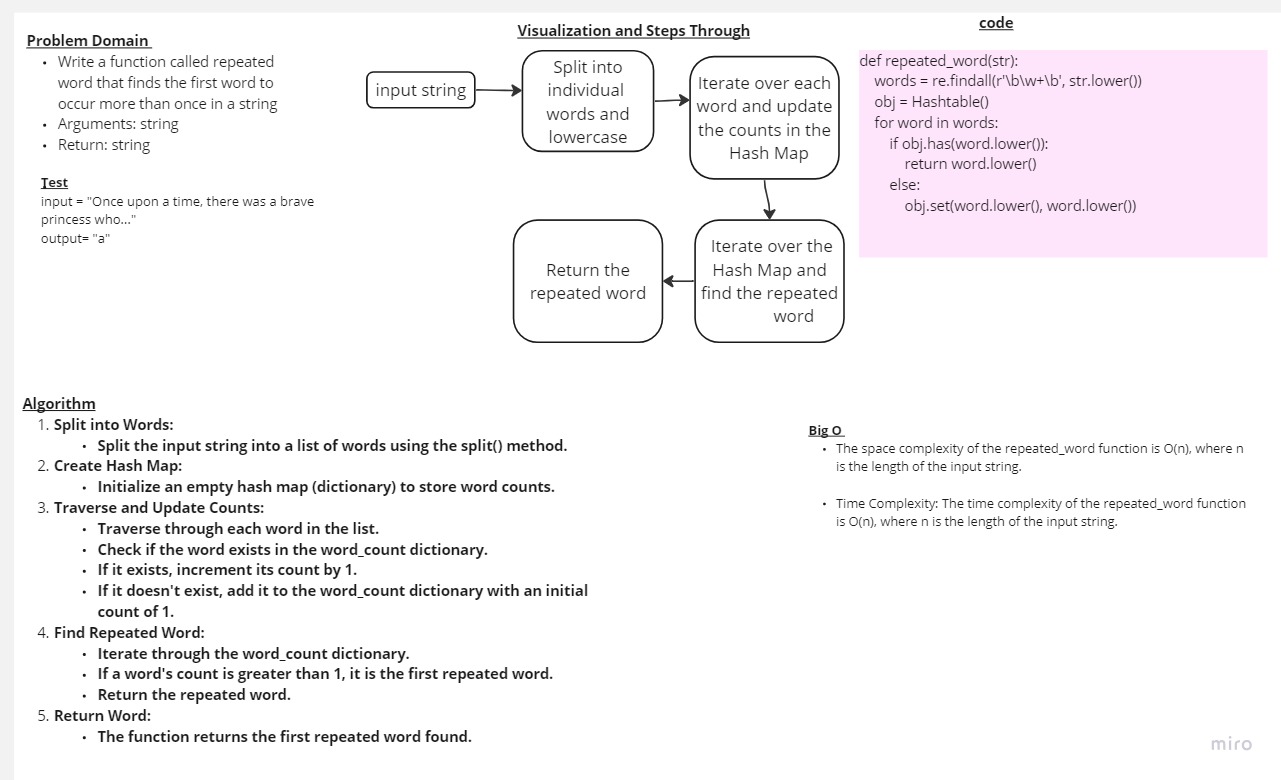 Problem Domain
• Write a function called repeated
word that finds the first word to
occur more than once in a string
• Arguments: string
• Return: string
Test
input = "Once upon a time, there was a brave
princess who..."
output= "a"
Visualization and Steps Through
input string
Split into
individual
words and
lowercase
Iterate over each
word and update
the counts in the
Hash Map
Iterate over the
Hash Map and
find the repeated
word
Return the
repeated word
code
def repeated_word(str):
words = re.findall(r'\b\w+\b', str.lower())
obj = Hashtable()
for word in words:
if obj.has(word.lower()):
return word.lower()
else:
obj.set(word.lower(), word.lower())
Algorithm
1. Split into Words:
• Split the input string into a list of words using the split() method.
2. Create Hash Map:
• Initialize an empty hash map (dictionary) to store word counts.
3. Traverse and Update Counts:
• Traverse through each word in the list.
• Check if the word exists in the word_count dictionary.
• If it exists, increment its count by 1.
• If it doesn't exist, add it to the word_count dictionary with an initial
count of 1.
4. Find Repeated Word:
• Iterate through the word_count dictionary.
• If a word's count is greater than 1, it is the first repeated word.
• Return the repeated word.
5. Return Word:
• The function returns the first repeated word found.
Big O
• The space complexity of the repeated_word function is O(n), where n
is the length of the input string.
• Time Complexity: The time complexity of the repeated_word function
is O(n), where n is the length of the input string.
miro